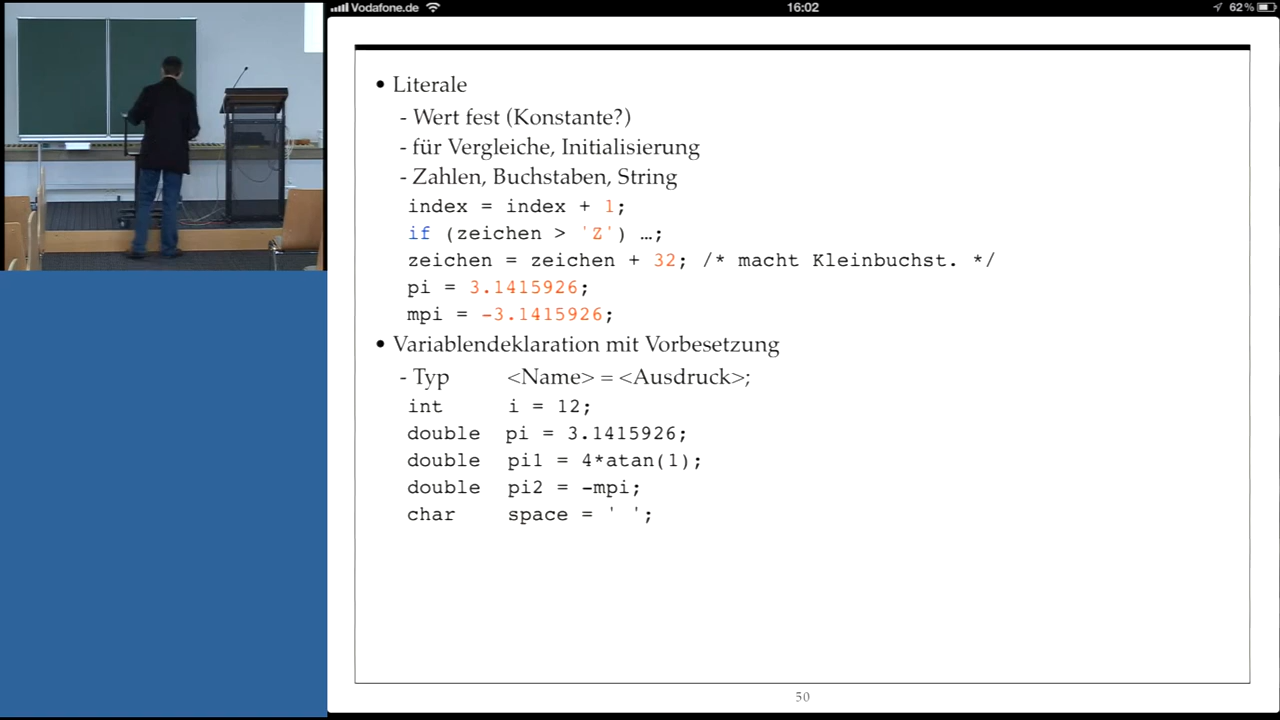 Vodafone.de 16:02 62%
• Literale
- Wert fest (Konstante?)
- für Vergleiche, Initialisierung
- Zahlen, Buchstaben, String
index = index + 1;
if (zeichen > 'Z') …;
zeichen = zeichen + 32; /* macht Kleinbuchst. */
pi = 3.1415926;
mpi = -3.1415926;
• Variablendeklaration mit Vorbesetzung
- Typ <Name> = <Ausdruck>;
int i = 12;
double pi = 3.1415926;
double pi1 = 4*atan(1);
double pi2 = -mpi;
char space = ' ';
50